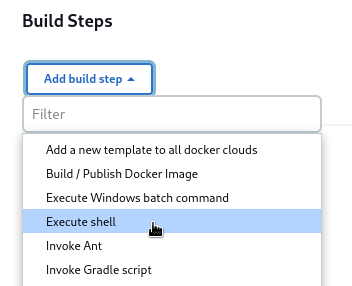 Build Steps
Add build step
Filter
Add a new template to all docker clouds
Build / Publish Docker Image
Execute Windows batch command
Execute shell
Invoke Ant
Invoke Gradle script